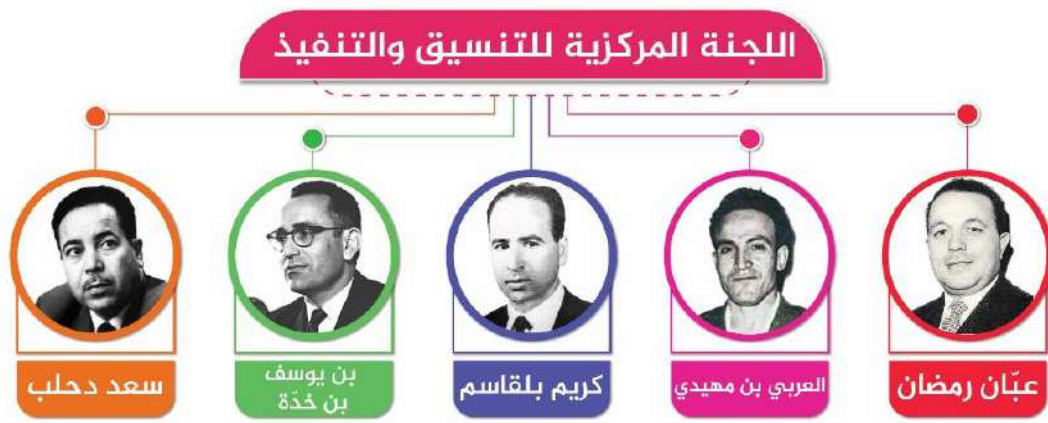 اللجنة المركزية للتنسيق والتنفيذ
عبّان رمضان
العربي بن مهيدي
كريم بلقاسم
بن يوسف
بن خدّة
سعد دحلب